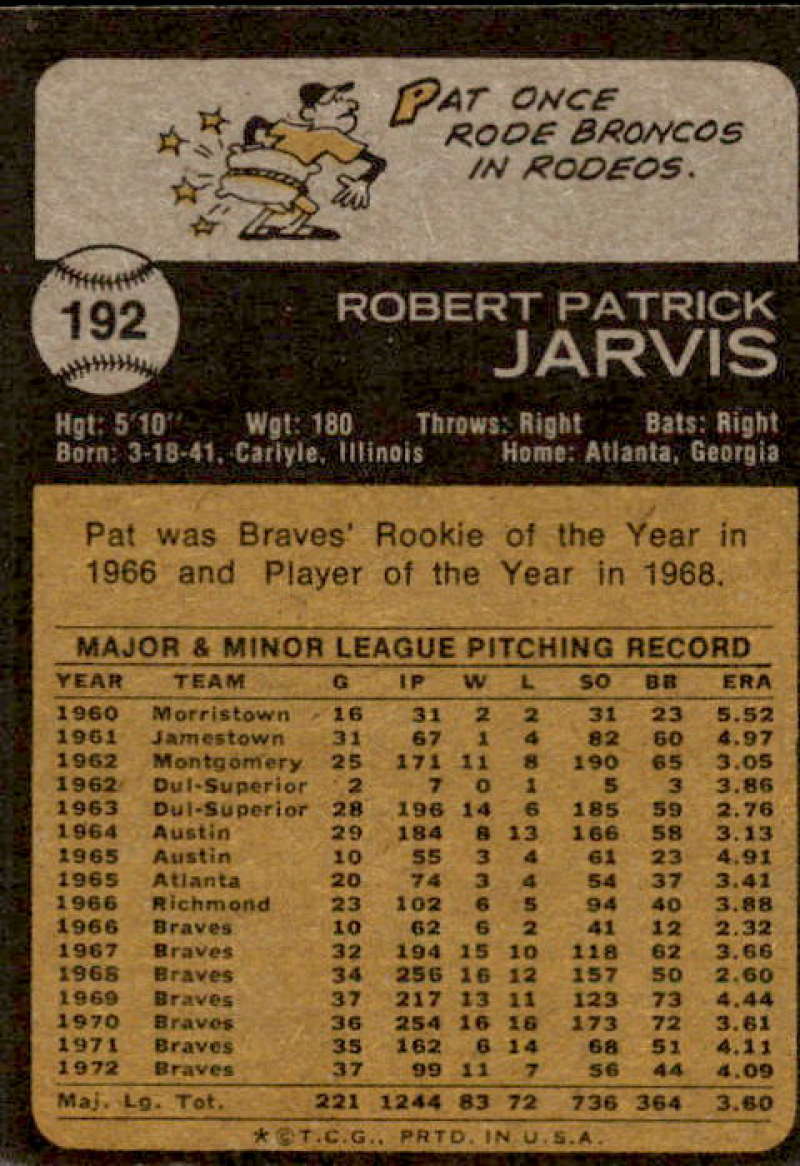 PAT ONCE
RODE BRONCOS
IN RODEOS.
192
ROBERT PATRICK
JARVIS
Hgt: 5'10" Wgt: 180 Throws: Right Bats: Right
Born: 3-18-41, Carlyle, Illinois Home: Atlanta, Georgia
Pat was Braves' Rookie of the Year in
1966 and Player of the Year in 1968.
MAJOR & MINOR LEAGUE PITCHING RECORD
YEAR TEAM G IP W L SO BB ERA
1960 Morristown 16 31 2 2 31 23 5.52
1961 Jamestown 31 67 1 4 82 60 4.97
1962 Montgomery 25 171 11 8 190 65 3.05
1962 Dul-Superior 2 7 0 1 5 3 3.86
1963 Dul-Superior 28 196 14 6 185 59 2.76
1964 Austin 29 184 8 13 166 58 3.13
1965 Austin 10 55 3 4 61 23 4.91
1965 Atlanta 20 74 3 4 54 37 3.41
1966 Richmond 23 102 6 5 94 40 3.88
1966 Braves 10 62 6 2 41 12 2.32
1967 Braves 32 194 15 10 118 62 3.66
1968 Braves 34 256 16 12 157 50 2.60
1969 Braves 37 217 13 11 123 73 4.44
1970 Braves 36 254 16 16 173 72 3.61
1971 Braves 35 162 6 14 68 51 4.11
1972 Braves 37 99 11 7 56 44 4.09
Maj. Lg. Tot. 221 1244 83 72 736 364 3.60
*©T.C.G., PRTD. IN U.S.A.